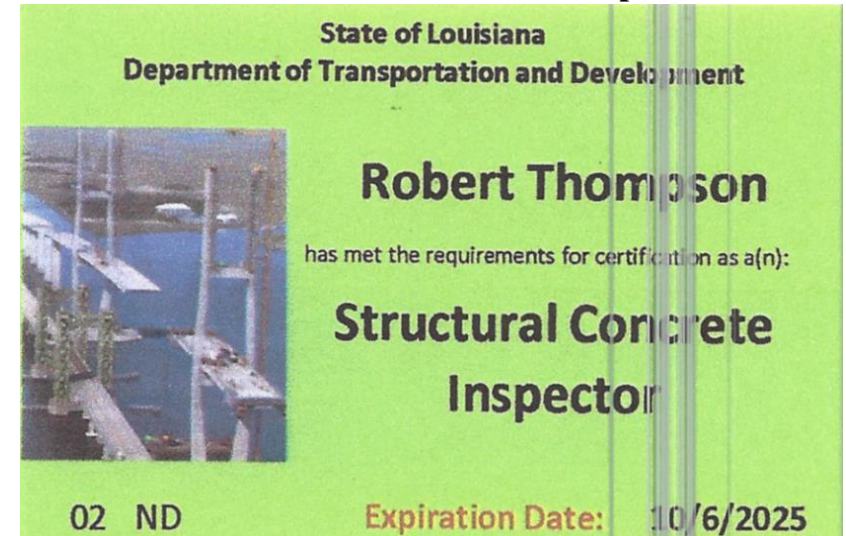 State of Louisiana
Department of Transportation and Development
Robert Thompson
has met the requirements for certification as a(n):
Structural Concrete
Inspector
02 ND
Expiration Date: 10/6/2025